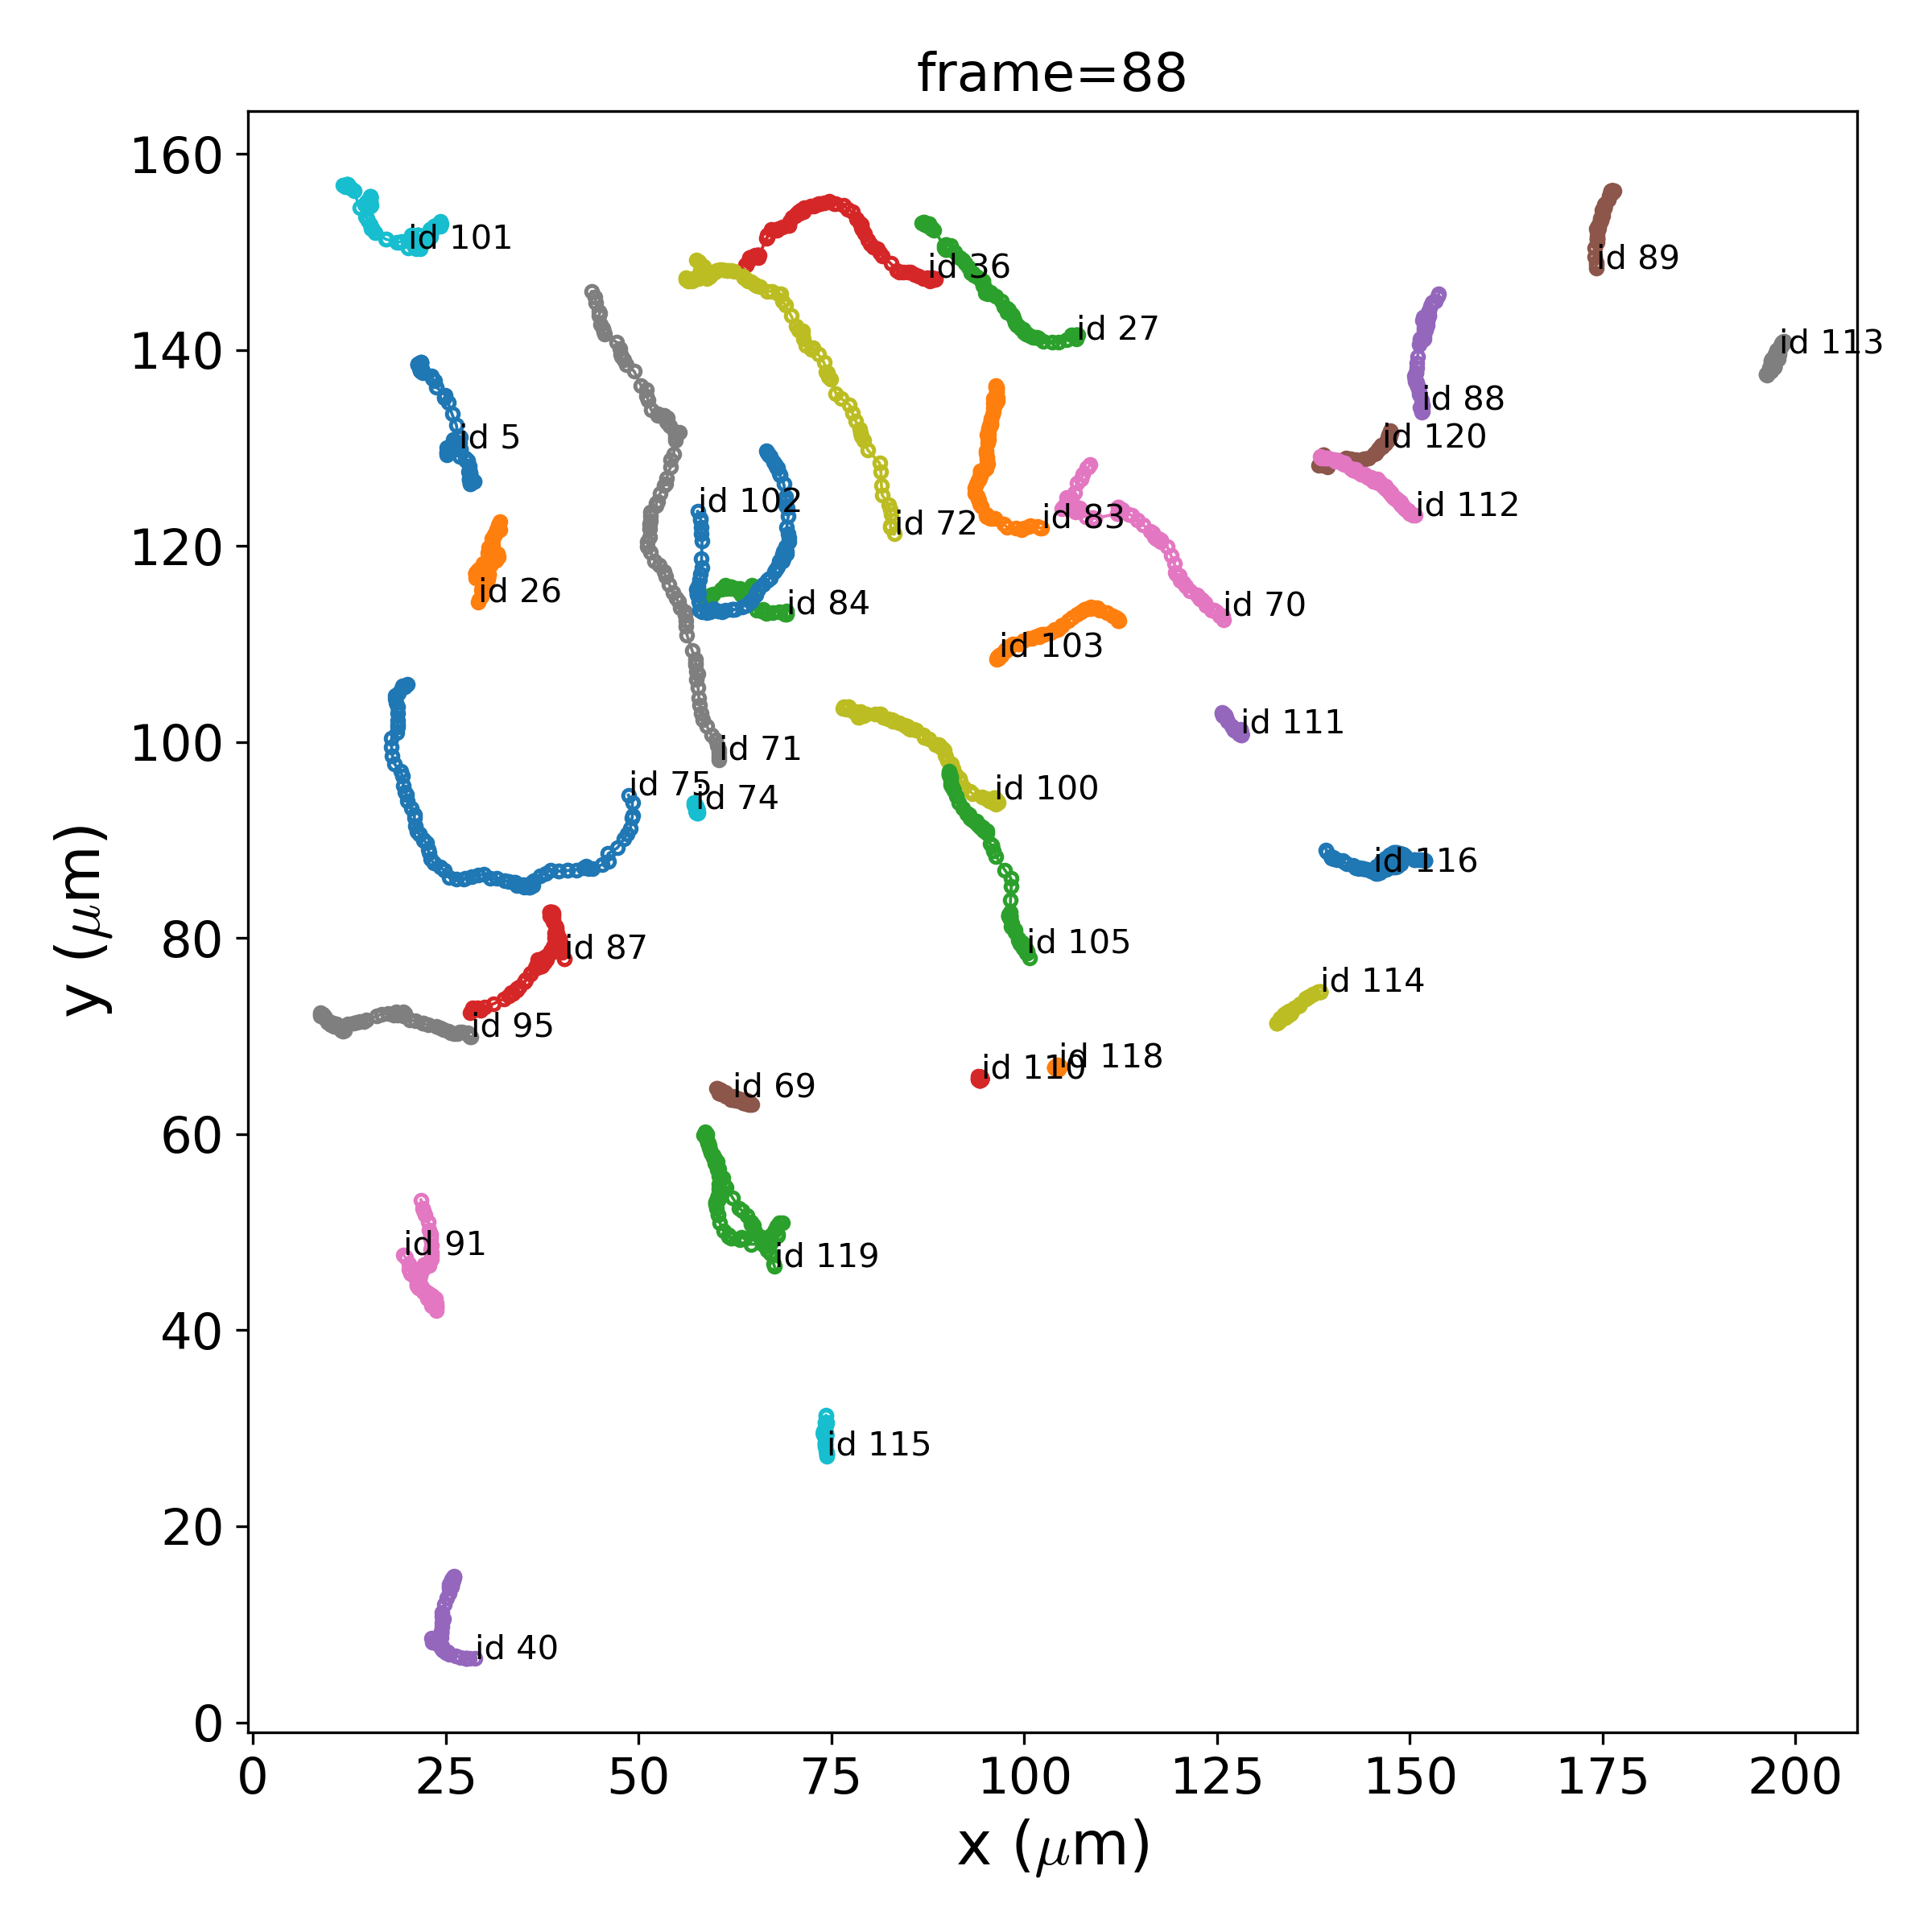 frame=88
160
140
120
100
80
60
40
20
0
y (μm)
id 101
id 36
id 89
id 27
id 113
id 88
id 5
id 120
id 102
id 72
id 83
id 112
id 26
id 84
id 70
id 103
id 71
id 111
id 75
id 74
id 100
id 116
id 87
id 105
id 114
id 95
id 110
id 118
id 69
id 91
id 119
id 115
id 40
0 25 50 75 100 125 150 175 200
x (μm)